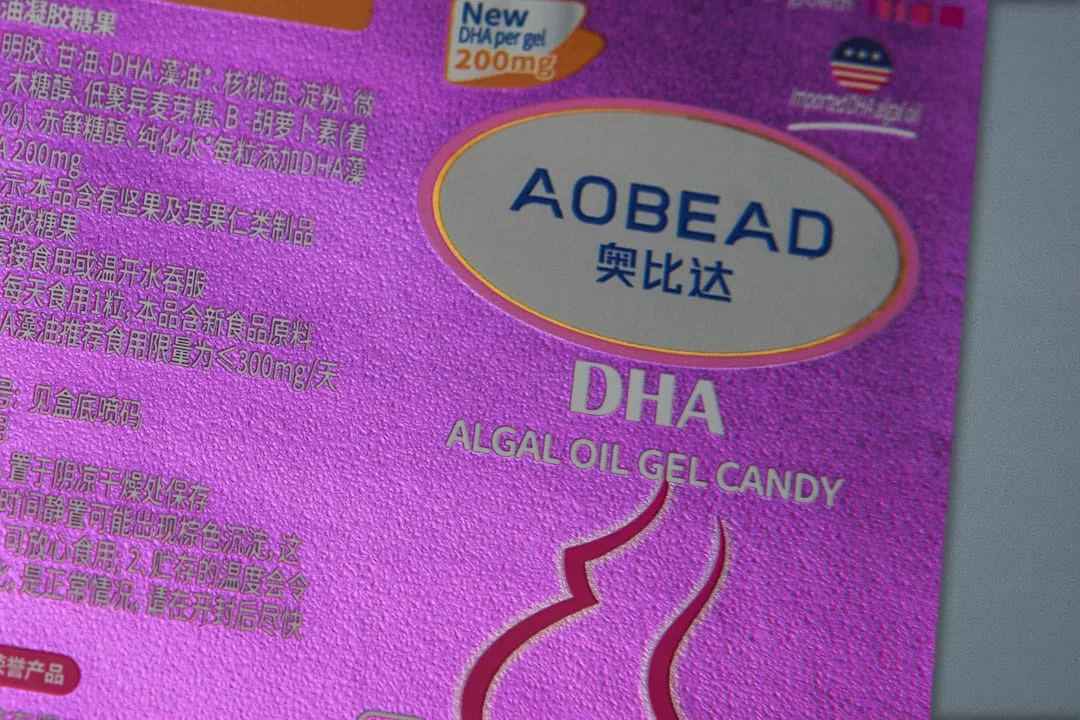 油凝胶糖果
明胶、甘油、DHA藻油*、核桃油、淀粉、微
木糖醇、低聚异麦芽糖、β-胡萝卜素(着
%)、赤藓糖醇、纯化水*每粒添加DHA藻
200mg
示:本品含有坚果及其果仁类制品
凝胶糖果
直接食用或温开水吞服
每天食用1粒,本品含新食品原料
A藻油推荐食用限量为≤300mg/天
号:见盒底喷码
置于阴凉干燥处保存
时间静置可能出现棕色沉淀,这
可放心食用;2.贮存的温度会令
是正常情况,请在开封后尽快
荣誉产品
New
DHA per gel
200mg
growth
imported DHA algal oil
AOBEAD
奥比达
DHA
ALGAL OIL GEL CANDY